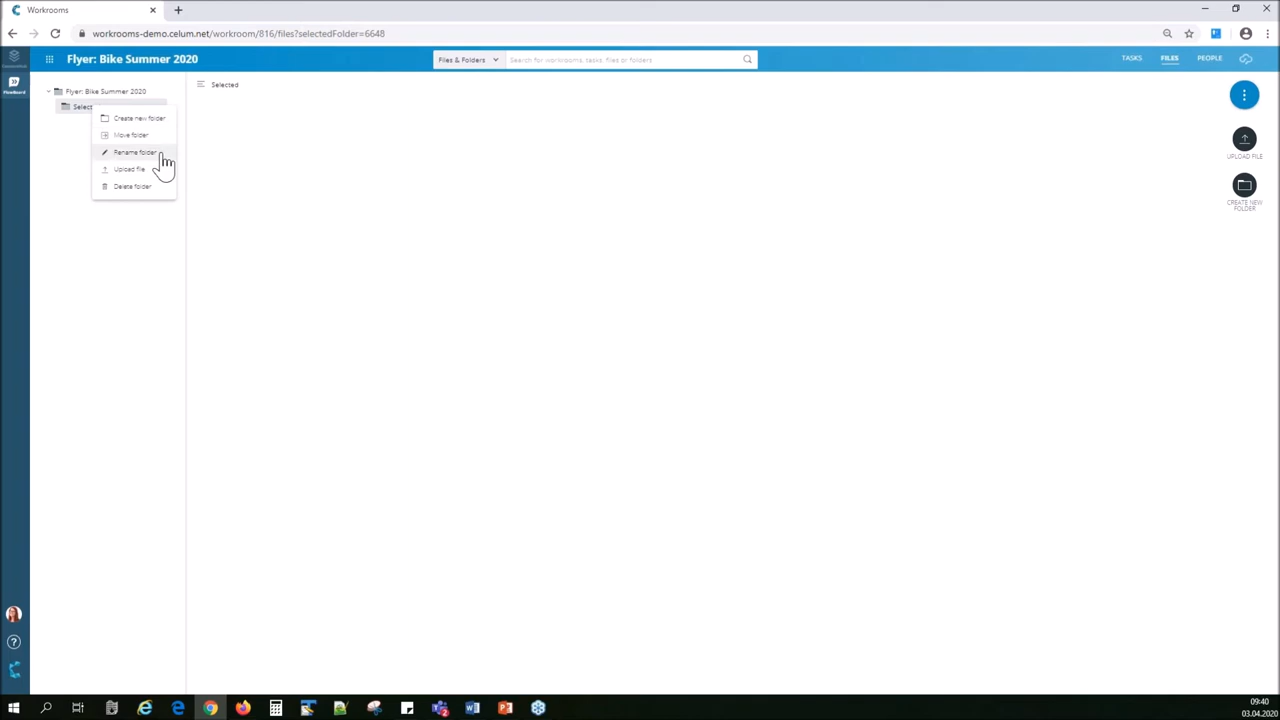 Workrooms
workrooms-demo.celum.net/workroom/816/files?selectedFolder=6648
Flyer: Bike Summer 2020
Files & Folders
Search for workrooms, tasks, files or folders
TASKS
FILES
PEOPLE
Flyer: Bike Summer 2020
Selected
Select
Create new folder
Move folder
Rename folder
Upload file
Delete folder
UPLOAD FILE
CREATE NEW
FOLDER
09:40
03.04.2020